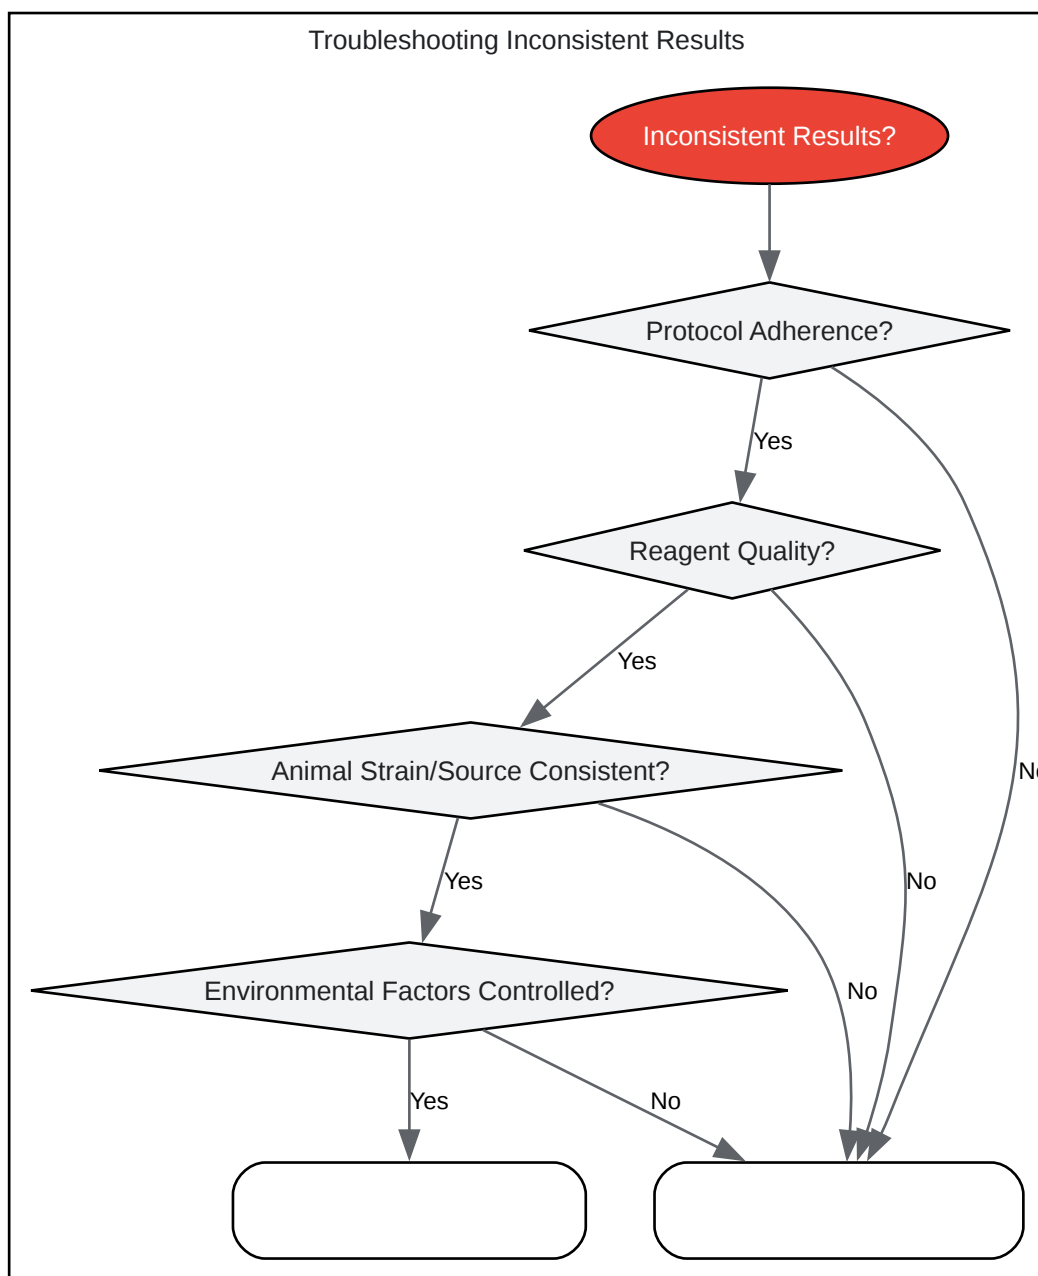 Troubleshooting Inconsistent Results
Inconsistent Results?
Protocol Adherence?
Yes
Reagent Quality?
Yes
Animal Strain/Source Consistent?
No
Yes
No
Environmental Factors Controlled?
No
Yes
No